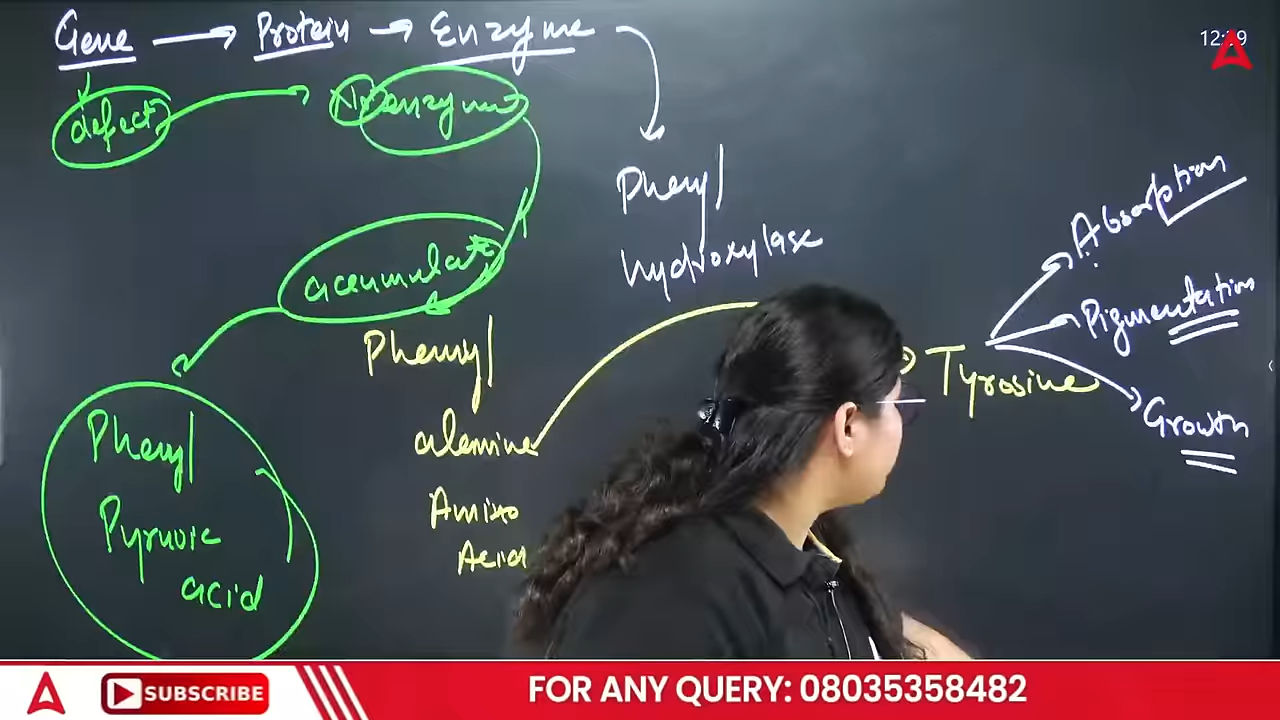 Gene → Protein → Enzyme
12:19
defect
No enzyme
Phenyl
hydroxylase
Absorption
Pigmentation
Growth
accumulate
Phenyl
alanine
Amino
Acid
Tyrosine
Phenyl
Pyruvic
acid
SUBSCRIBE
FOR ANY QUERY: 08035358482